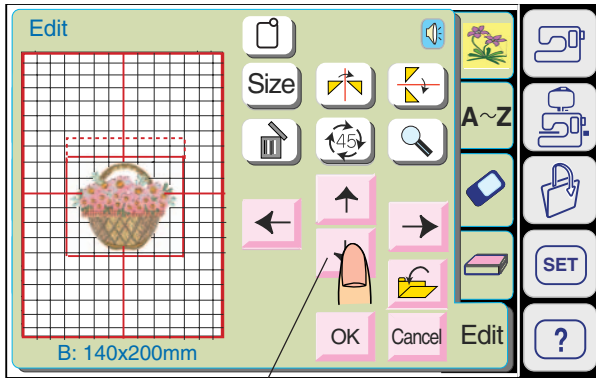 Edit
Size
A~Z
45
SET
OK
Cancel
Edit
?
B: 140x200mm